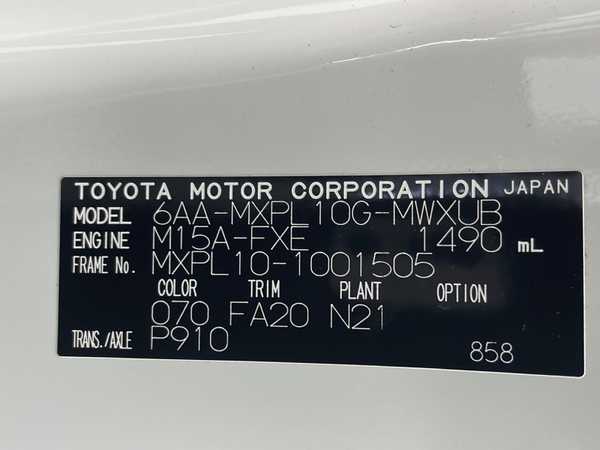 TOYOTA MOTOR CORPORATION JAPAN
MODEL 6AA-MXPL10G-MWXUB
ENGINE M15A-FXE 1490 mL
FRAME No. MXPL10-1001505
COLOR TRIM PLANT OPTION
070 FA20 N21
TRANS./AXLE P910 858